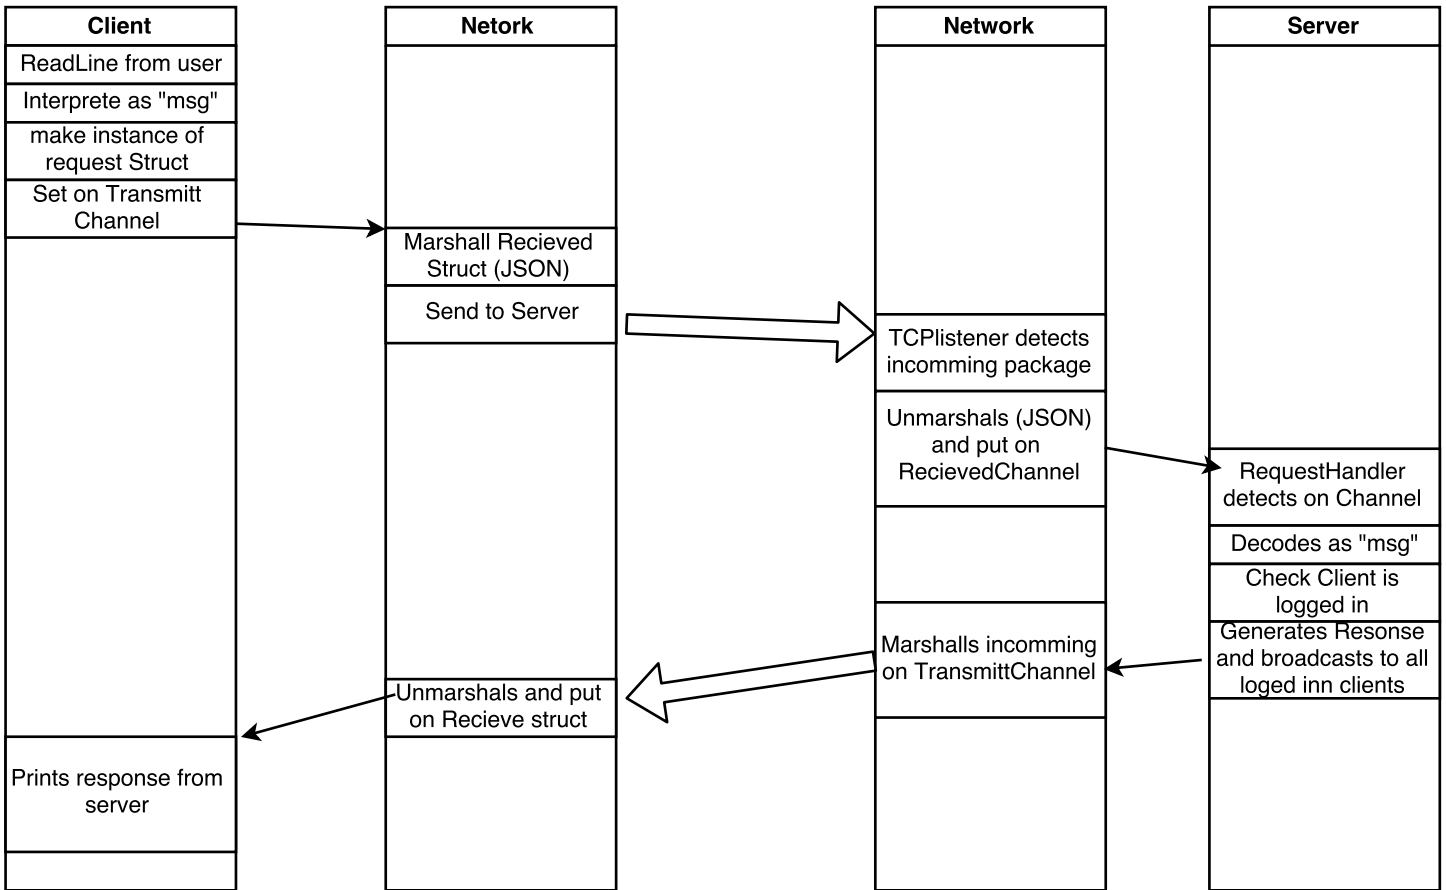 Client
ReadLine from user
Interprete as "msg"
make instance of
request Struct
Set on Transmitt
Channel
Prints response from
server
Netork
Marshall Recieved
Struct (JSON)
Send to Server
Unmarshals and put
on Recieve struct
Network
TCPlistener detects
incomming package
Unmarshals (JSON)
and put on
RecievedChannel
Marshalls incomming
on TransmittChannel
Server
RequestHandler
detects on Channel
Decodes as "msg"
Check Client is
logged in
Generates Resonse
and broadcasts to all
loged inn clients